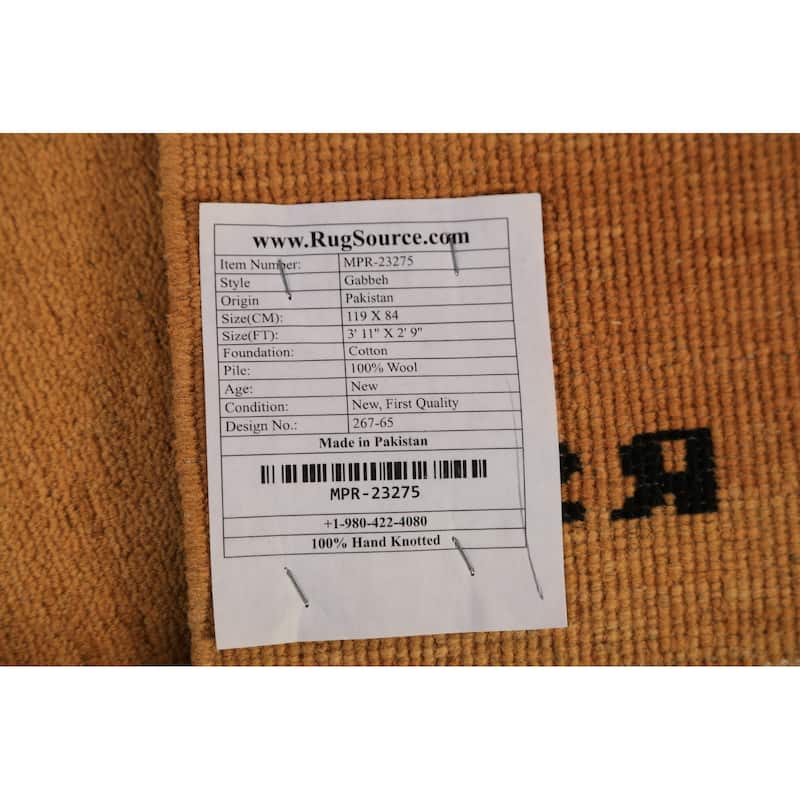 www.RugSource.com
Item Number: MPR-23275
Style Gabbeh
Origin Pakistan
Size(CM): 119 X 84
Size(FT): 3' 11" X 2' 9"
Foundation: Cotton
Pile: 100% Wool
Age: New
Condition: New, First Quality
Design No.: 267-65
Made in Pakistan
MPR-23275
+1-980-422-4080
100% Hand Knotted